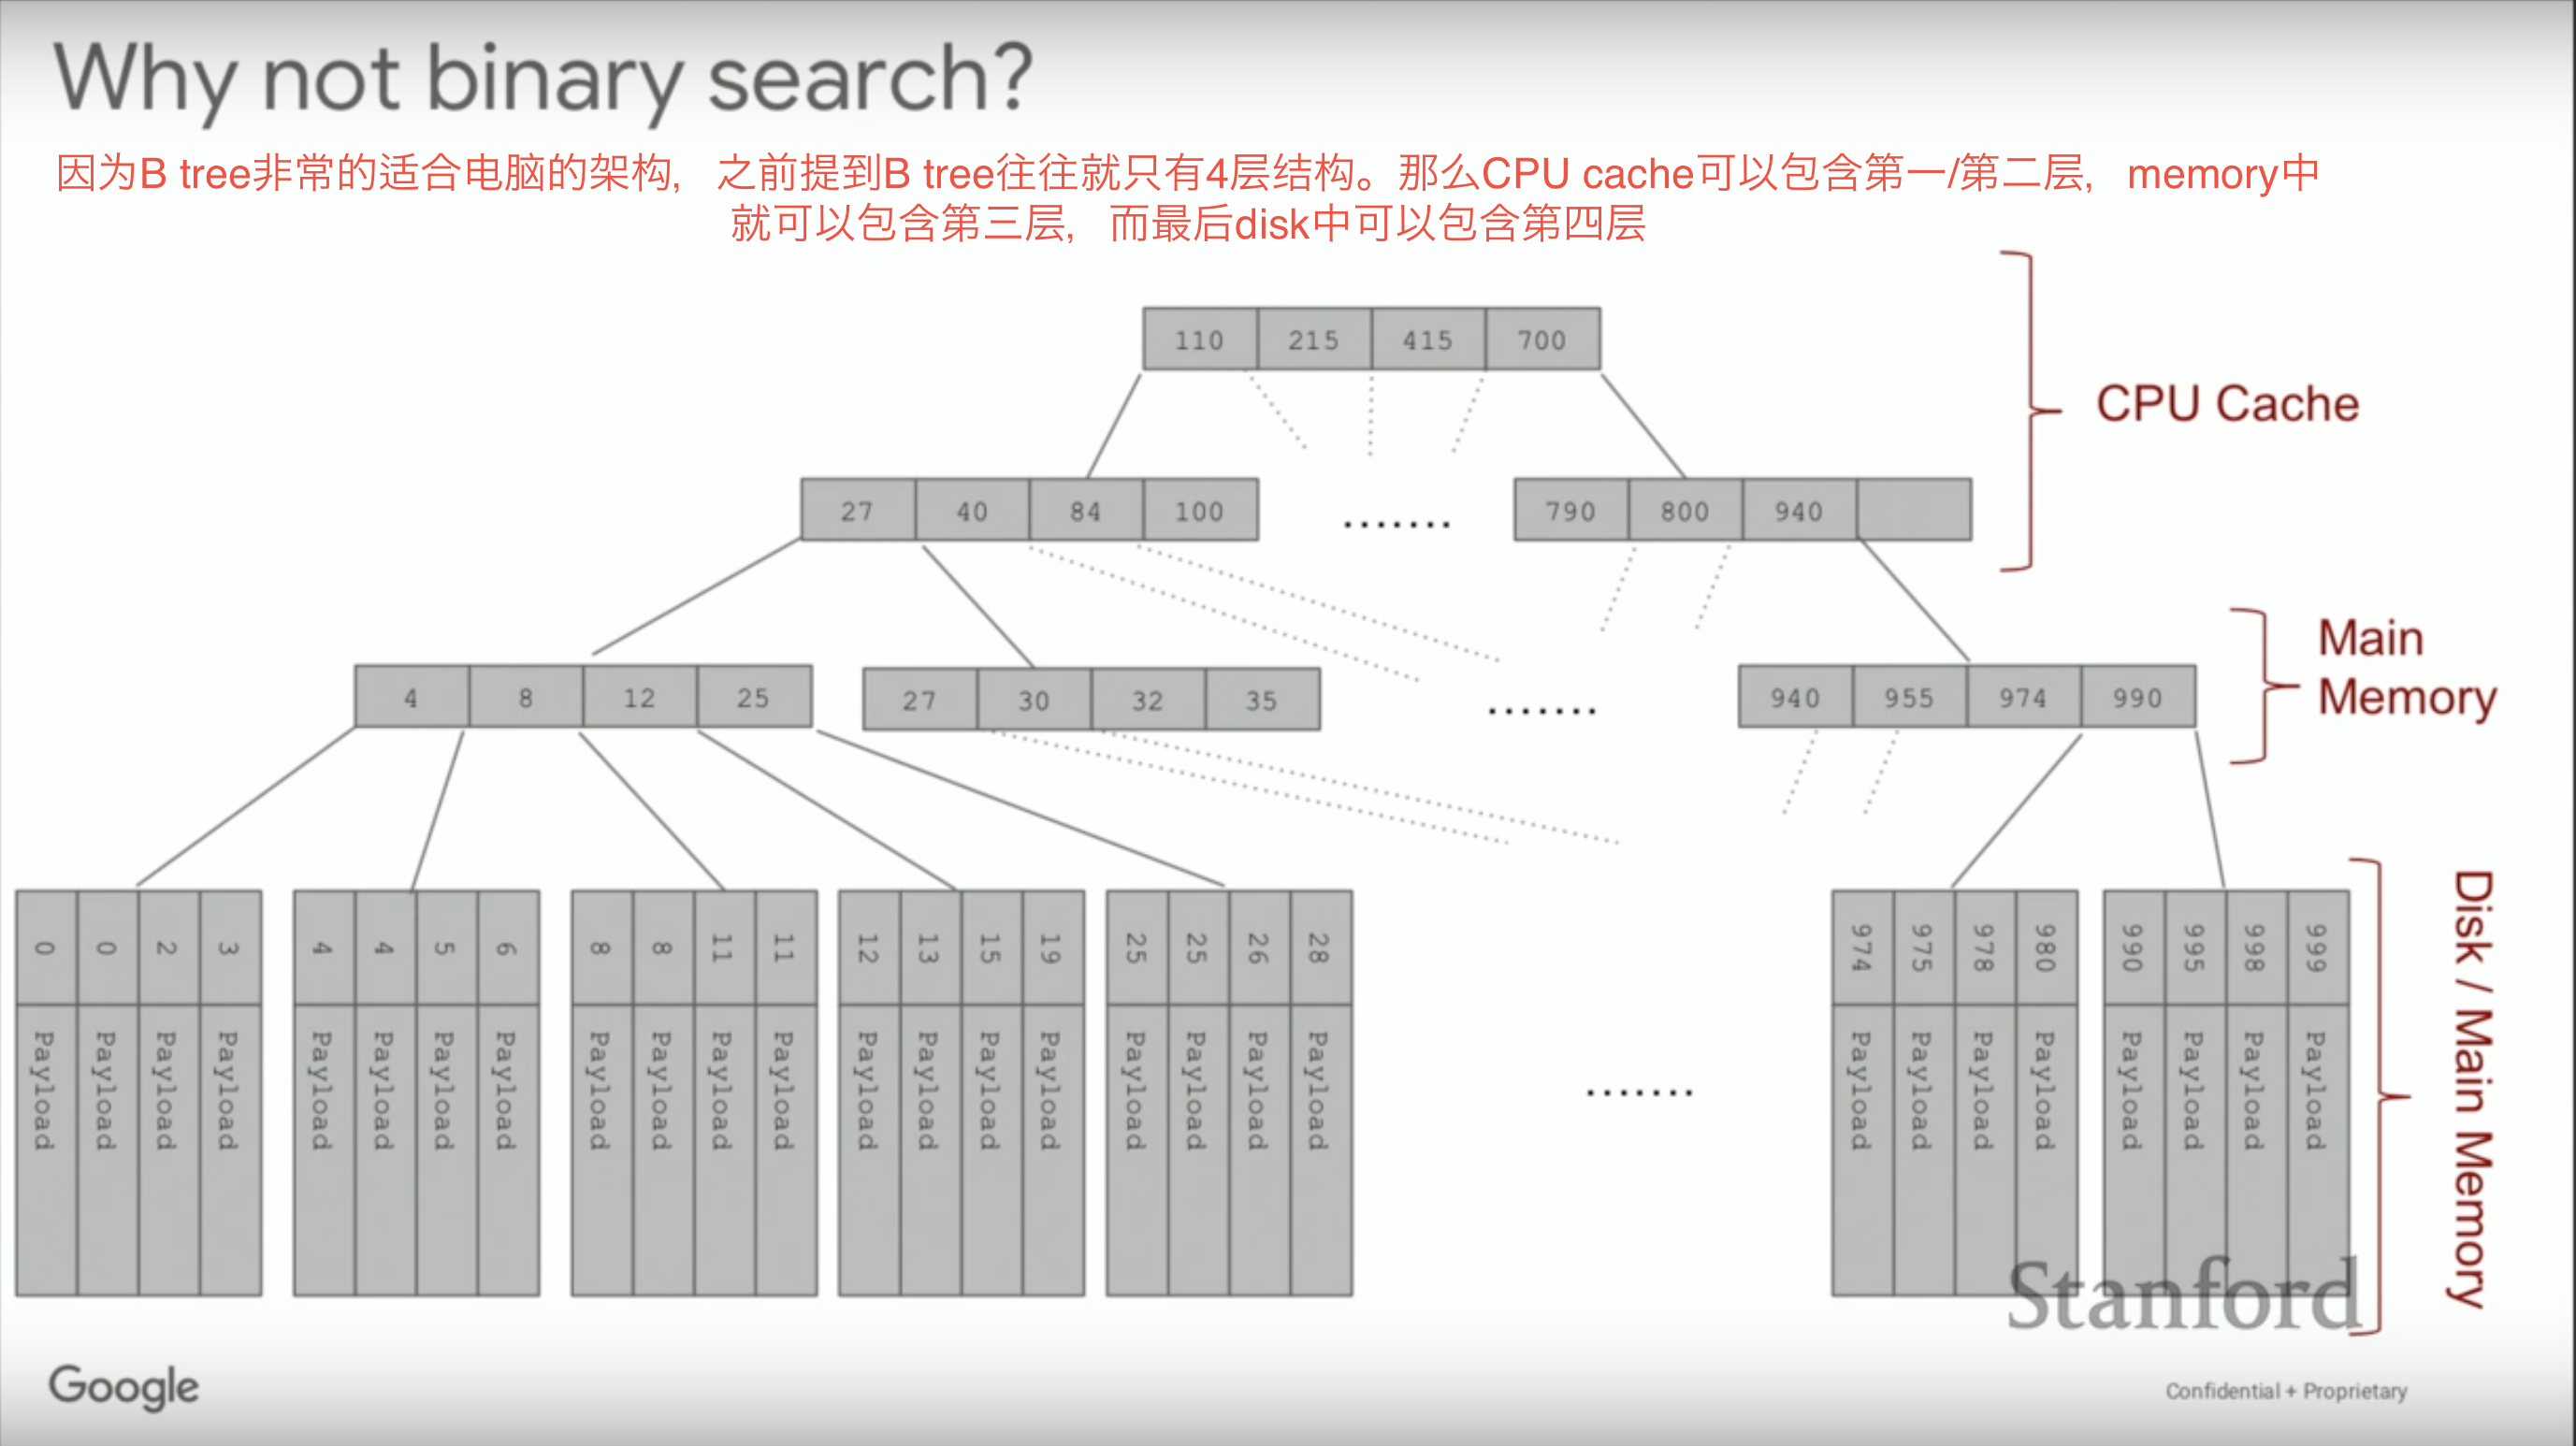 Why not binary search?
因为B tree非常的适合电脑的架构， 之前提到B tree往往就只有4层结构。那么CPU cache可以包含第一/第二层， memory中
就可以包含第三层， 而最后disk中可以包含第四层
110 215 415 700
CPU Cache
27 40 84 100 ....... 790 800 940
Main
Memory
4 8 12 25 27 30 32 35 ....... 940 955 974 990
0 0 2 3 4 4 5 6 8 8 11 11 12 13 15 19 25 25 26 28 974 975 978 980 990 995 998 999
Payload Payload Payload Payload Payload Payload Payload Payload Payload Payload Payload Payload Payload Payload Payload Payload Payload Payload Payload Payload ....... Payload Payload Payload Payload Payload Payload Payload Payload
Disk / Main Memory
Stanford
Google
Confidential + Proprietary